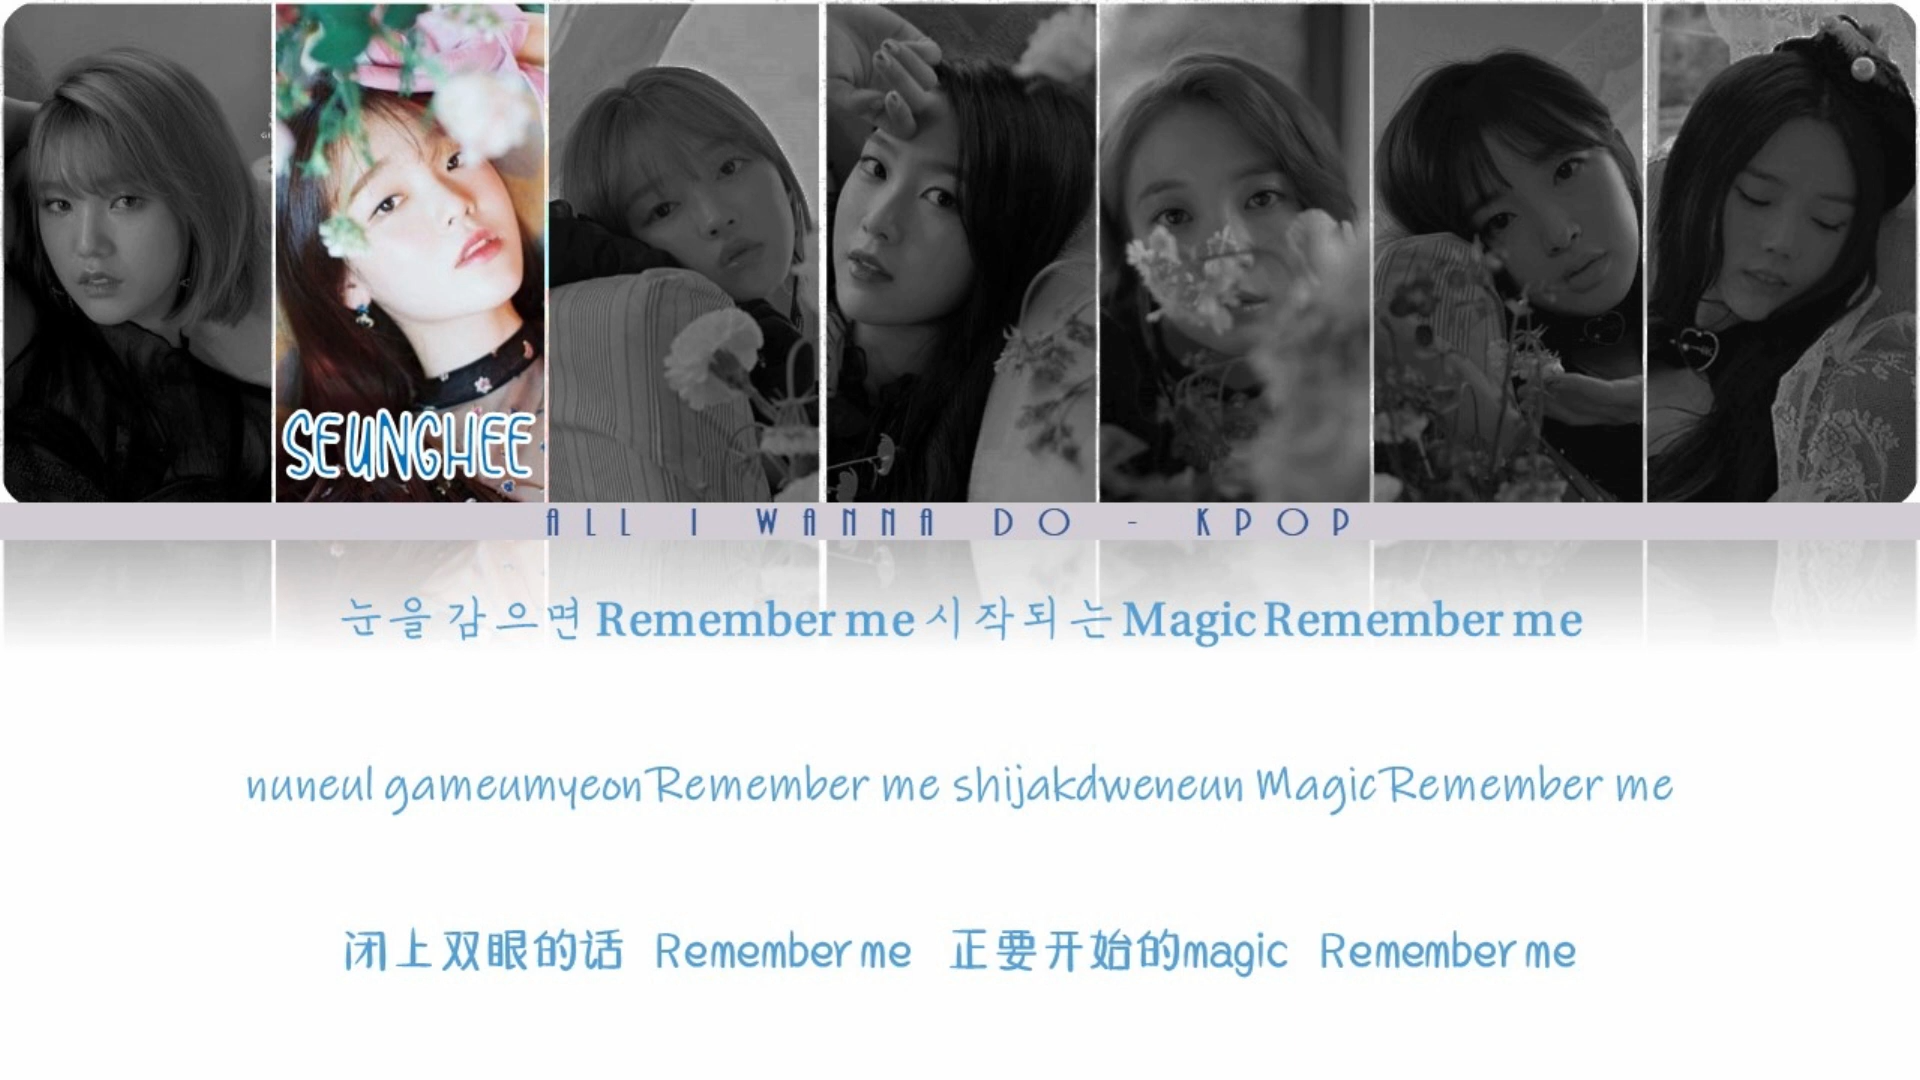 SEUNGHEE
ALL I WANNA DO - KPOP
눈을 감으면 Remember me 시작되는 Magic Remember me
nuneul gameumyeon Remember me shijakdweneun Magic Remember me
闭上双眼的话 Remember me 正要开始的magic Remember me